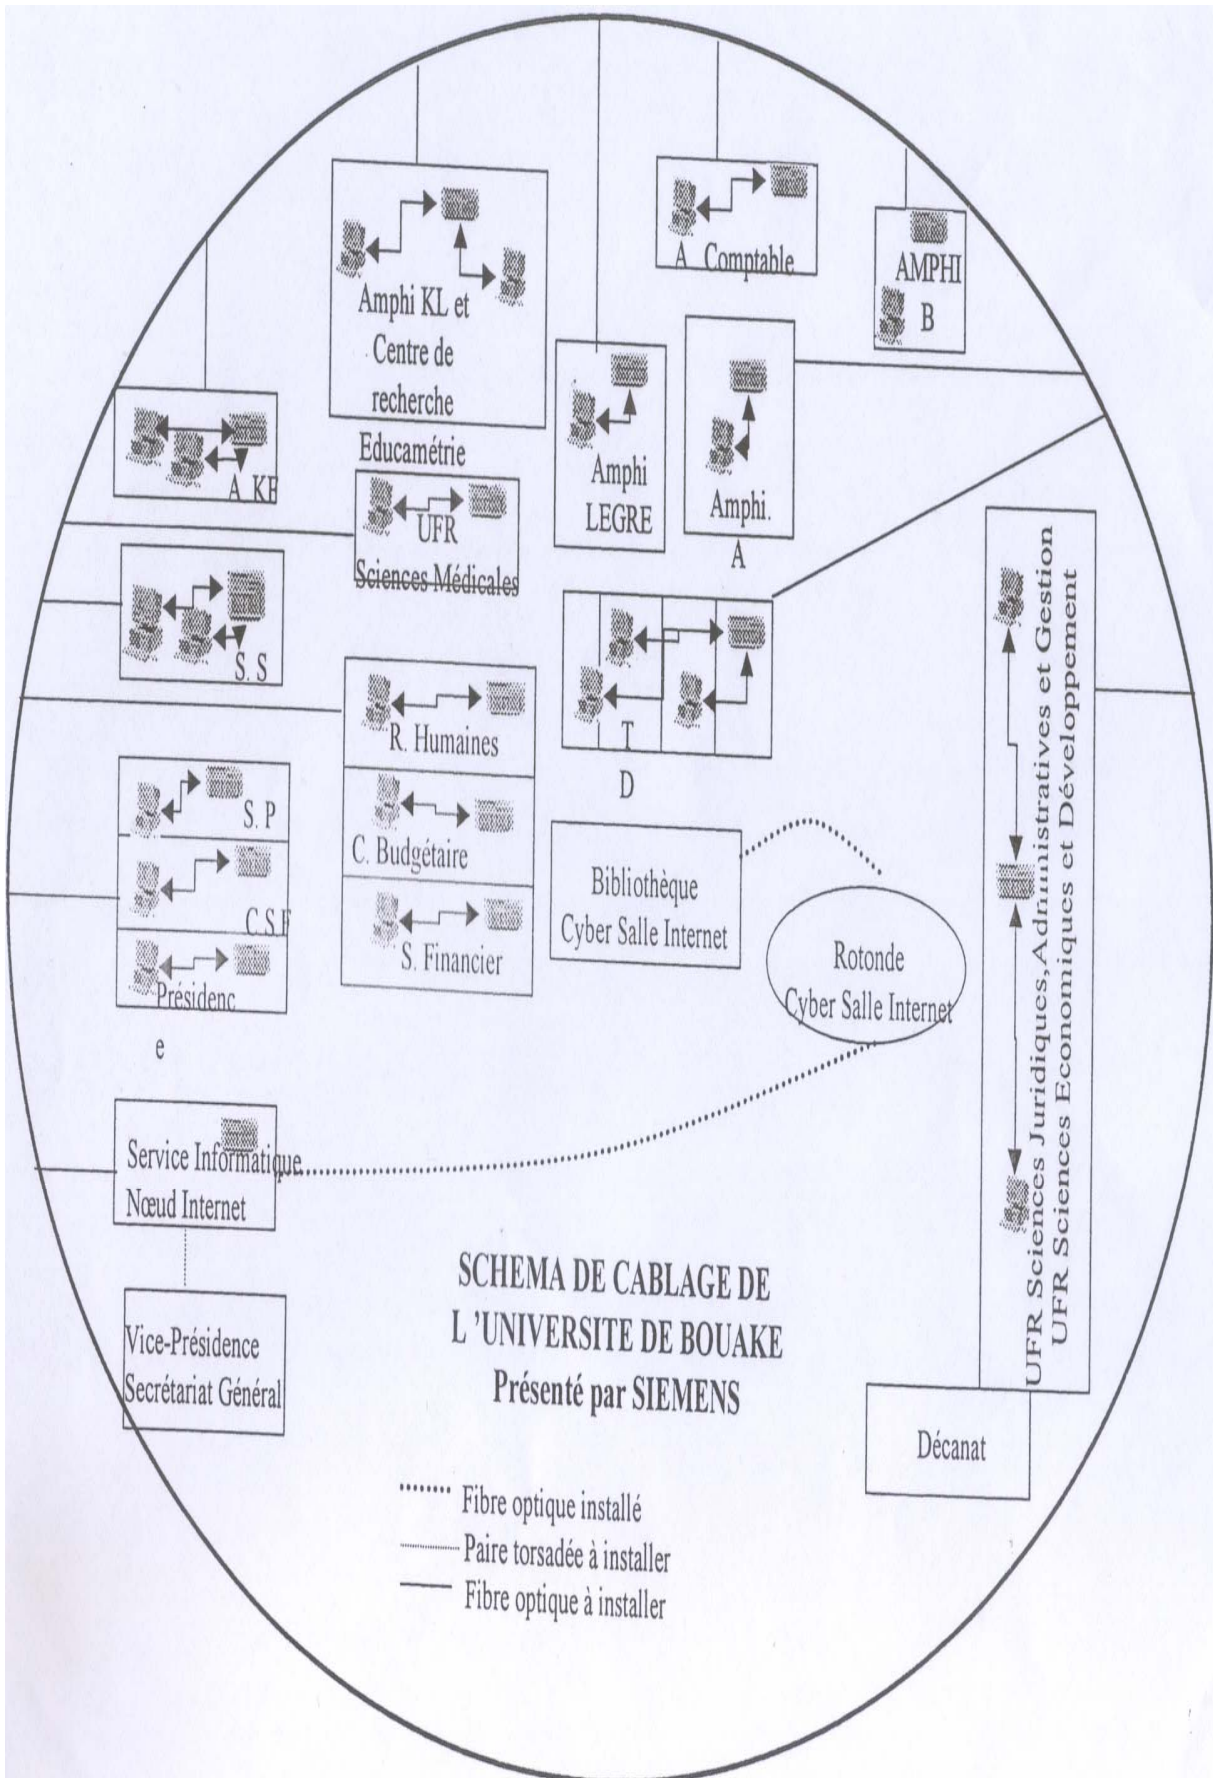 A Comptable
AMPHI
B
Amphi KL et
Centre de
recherche
Educamétrie
Amphi
LEGRE
Amphi.
A
A KE
UFR
Sciences Médicales
S. S
R. Humaines
C. Budgétaire
S. Financier
T
D
S. P
C.S.F
Présidenc
e
Bibliothèque
Cyber Salle Internet
Rotonde
Cyber Salle Internet
UFR Sciences Juridiques,Administratives et Gestion
UFR Sciences Economiques et Développement
Service Informatique
Nœud Internet
Vice-Présidence
Secrétariat Général
Décanat
SCHEMA DE CABLAGE DE
L ’UNIVERSITE DE BOUAKE
Présenté par SIEMENS
Fibre optique installé
Paire torsadée à installer
Fibre optique à installer